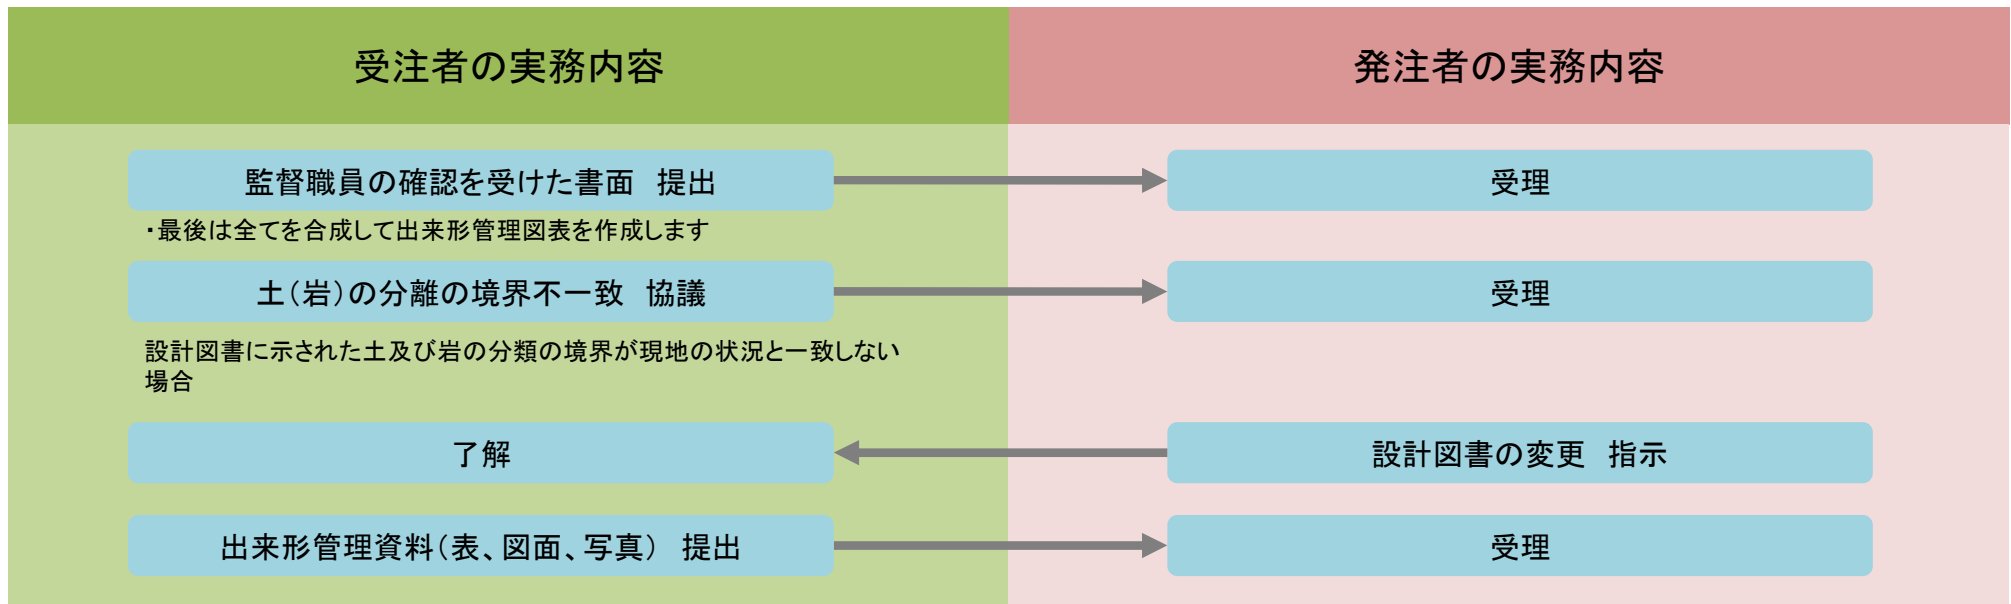 受注者の実務内容
発注者の実務内容
監督職員の確認を受けた書面　提出
受理
・最後は全てを合成して出来形管理図表を作成します
土（岩）の分離の境界不一致　協議
受理
設計図書に示された土及び岩の分類の境界が現地の状況と一致しない
場合
了解
設計図書の変更　指示
出来形管理資料（表、図面、写真）　提出
受理